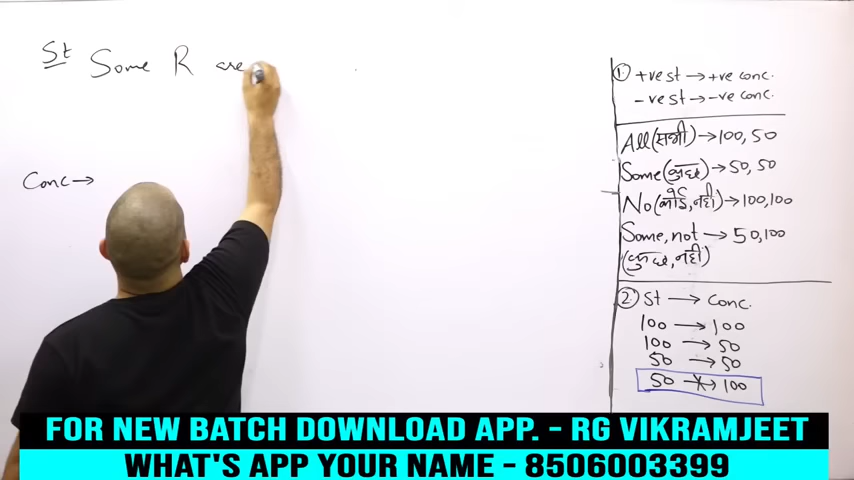 St Some R are
Conc→
1. +ve st → +ve conc.
-ve st → -ve conc.
All (सभी) → 100, 50
Some (कुछ) → 50, 50
No (कोई, नहीं) → 100, 100
Some, not → 50, 100
(कुछ, नहीं)
2. St → Conc.
100 → 100
100 → 50
50 → 50
50 → 100
FOR NEW BATCH DOWNLOAD APP. - RG VIKRAMJEET
WHAT'S APP YOUR NAME - 8506003399